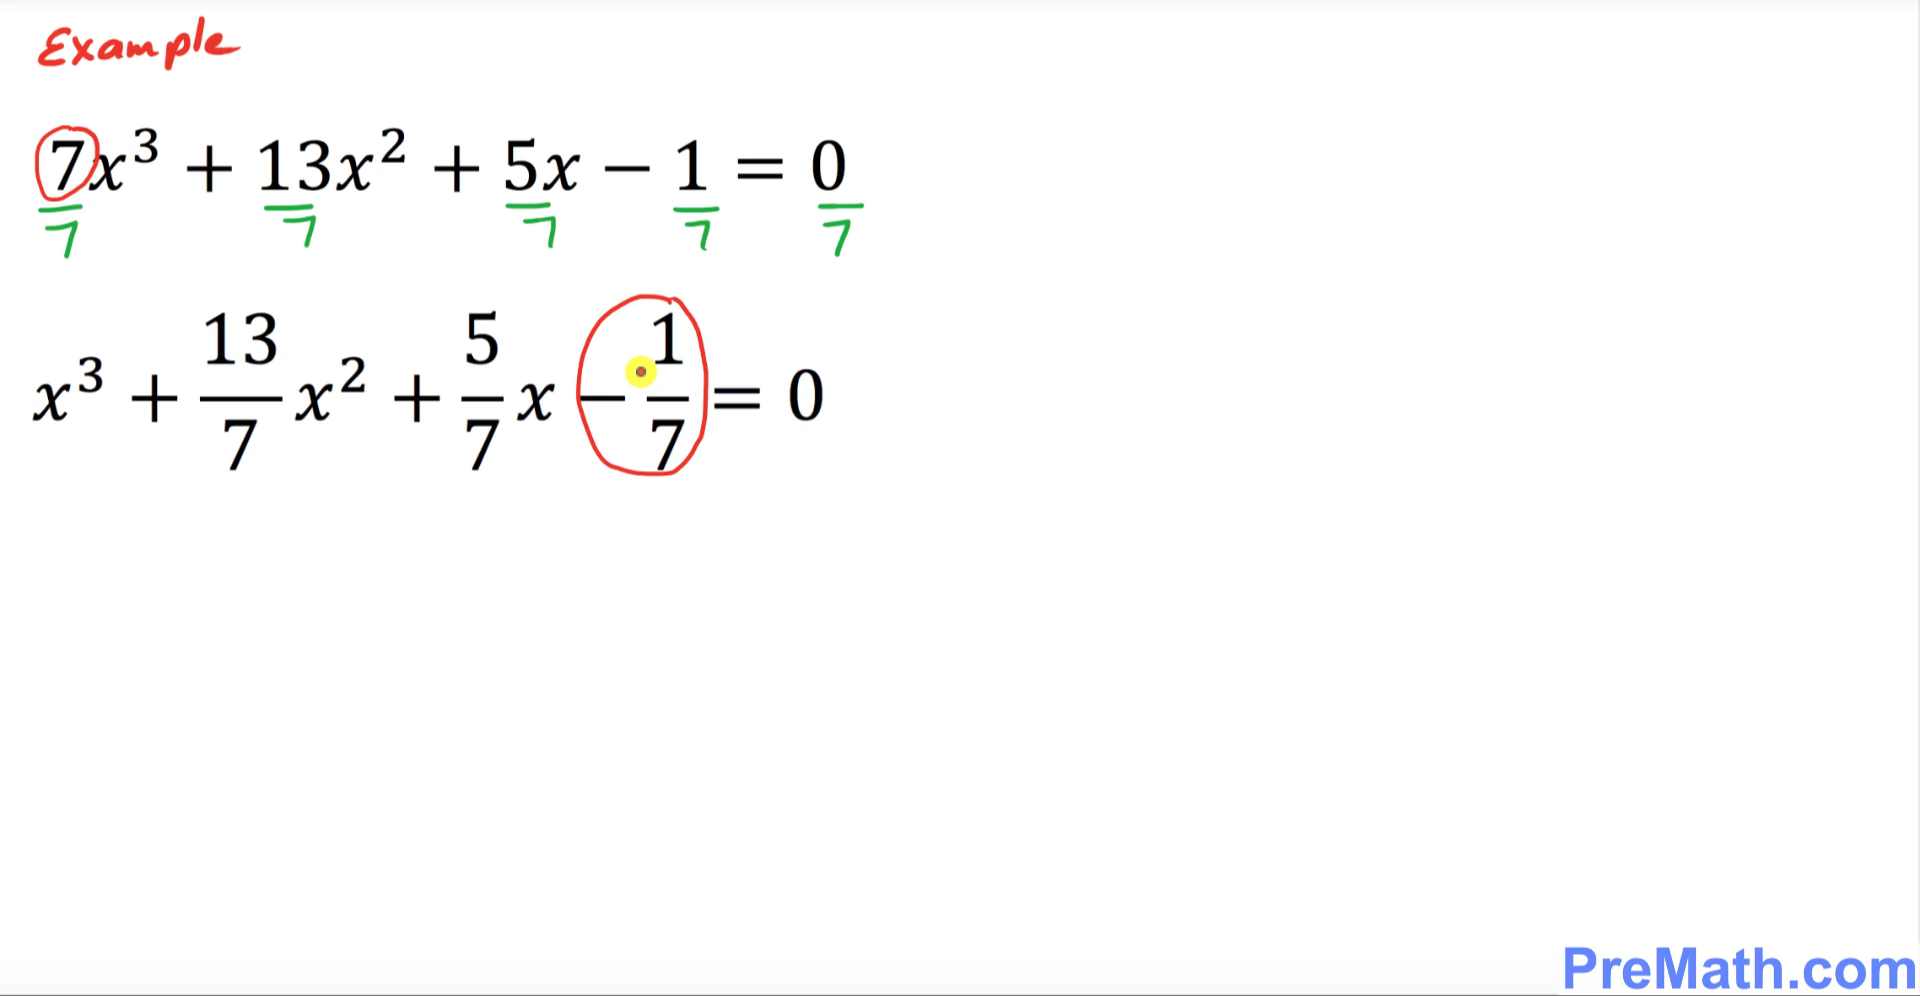 Example
7x³ + 13x² + 5x − 1 = 0
7 7 7 7 7
x³ + 13/7 x² + 5/7 x − 1/7 = 0
PreMath.com